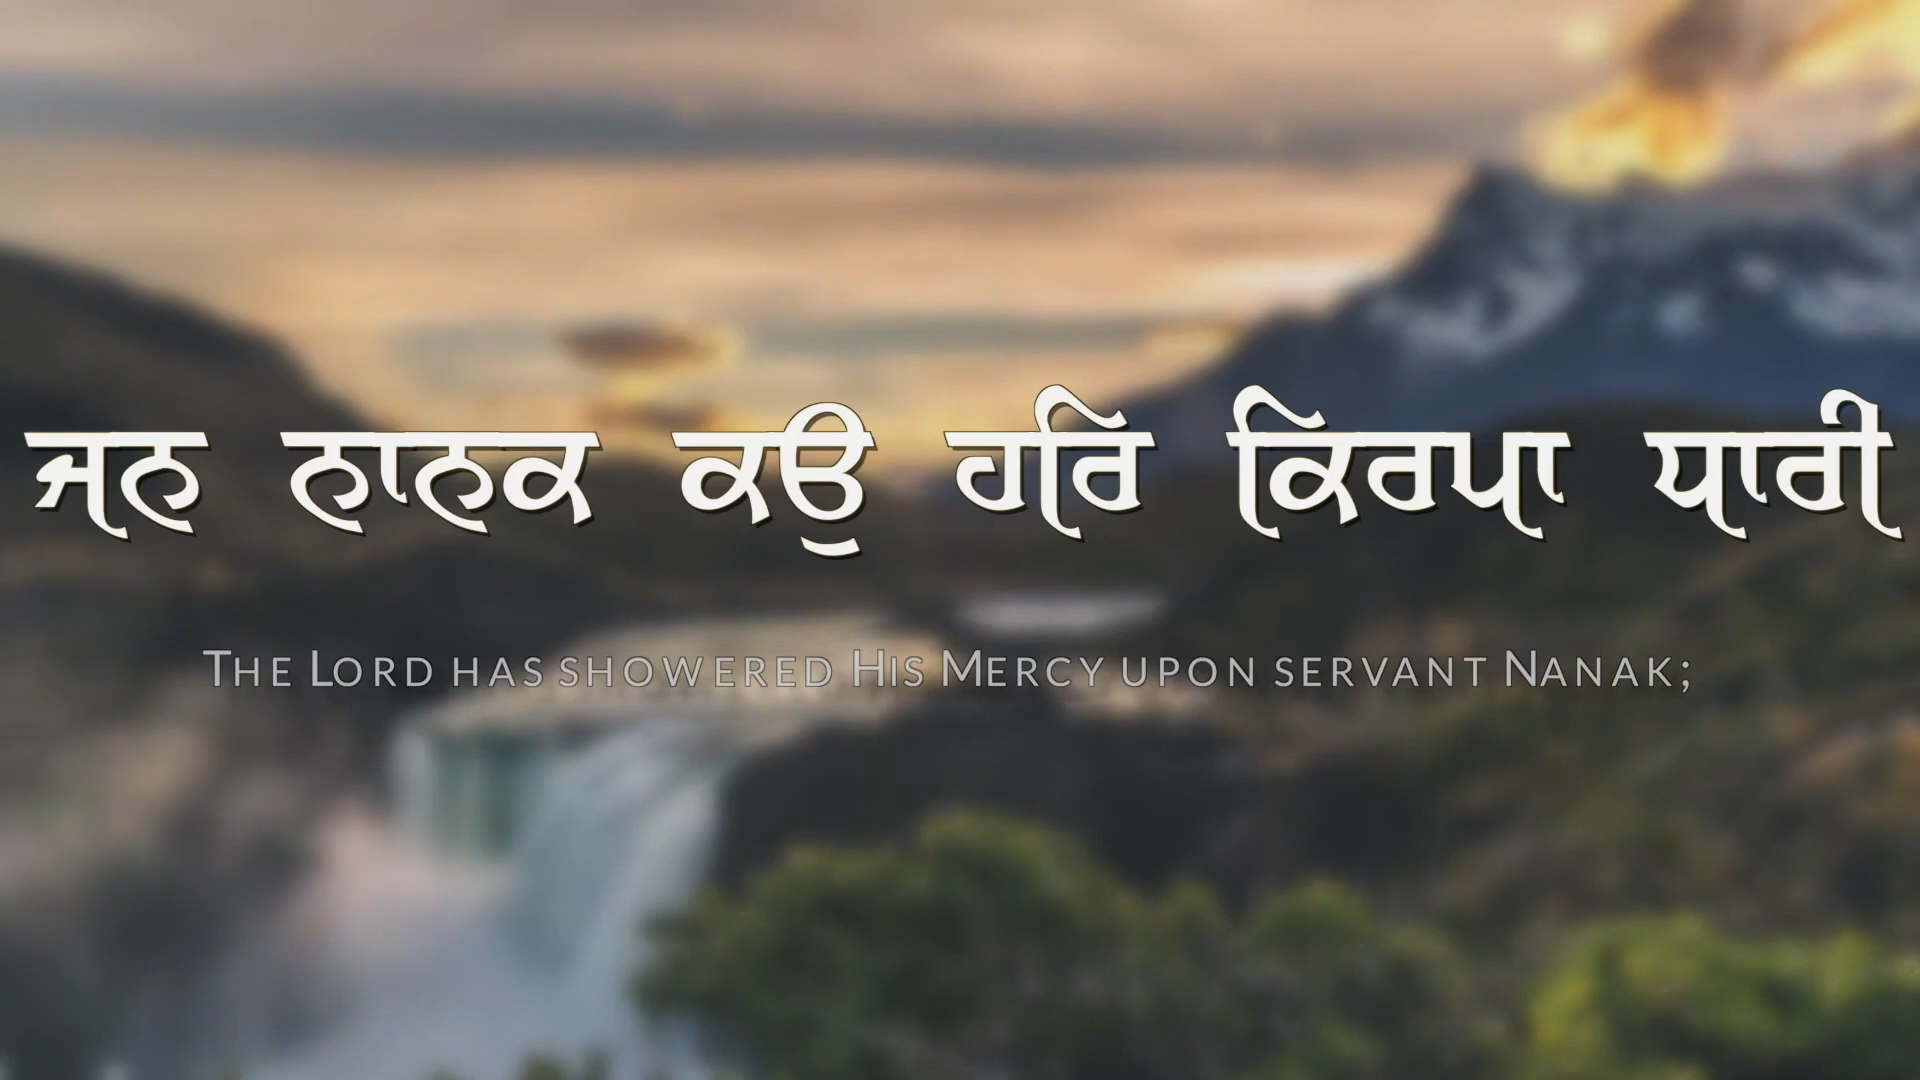 ਜਨ ਨਾਨਕ ਕਉ ਹਰਿ ਕਿਰਪਾ ਧਾਰੀ
The Lord has showered His Mercy upon servant Nanak;